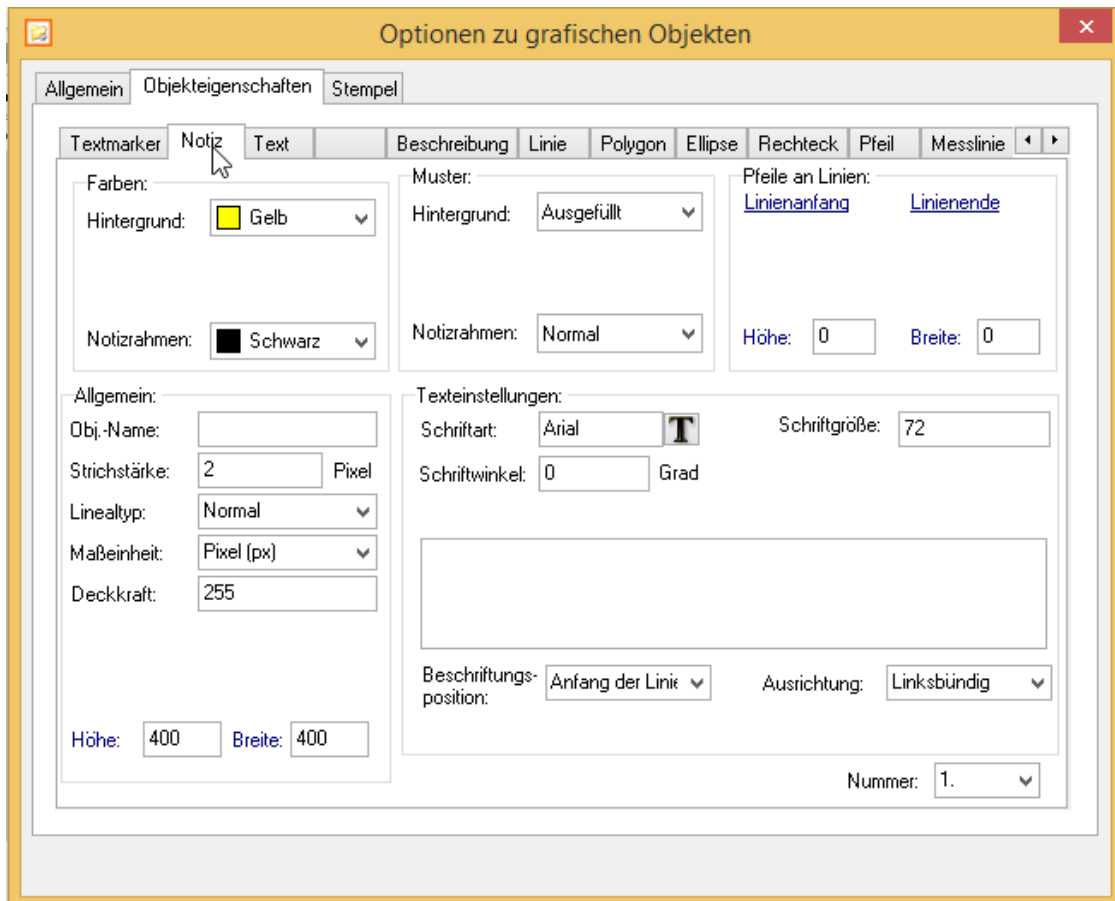 Optionen zu grafischen Objekten
Allgemein Objekteigenschaften Stempel
Textmarker Notiz Text Beschreibung Linie Polygon Ellipse Rechteck Pfeil Messlinie
Farben:
Hintergrund: Gelb
Notizrahmen: Schwarz
Muster:
Hintergrund: Ausgefüllt
Notizrahmen: Normal
Pfeile an Linien:
Linienanfang Linienende
Höhe: 0 Breite: 0
Allgemein:
Obj.-Name:
Strichstärke: 2 Pixel
Linealtyp: Normal
Maßeinheit: Pixel (px)
Deckkraft: 255
Höhe: 400 Breite: 400
Texteinstellungen:
Schriftart: Arial T Schriftgröße: 72
Schriftwinkel: 0 Grad
Beschriftungs-
position: Anfang der Linie Ausrichtung: Linksbündig
Nummer: 1.